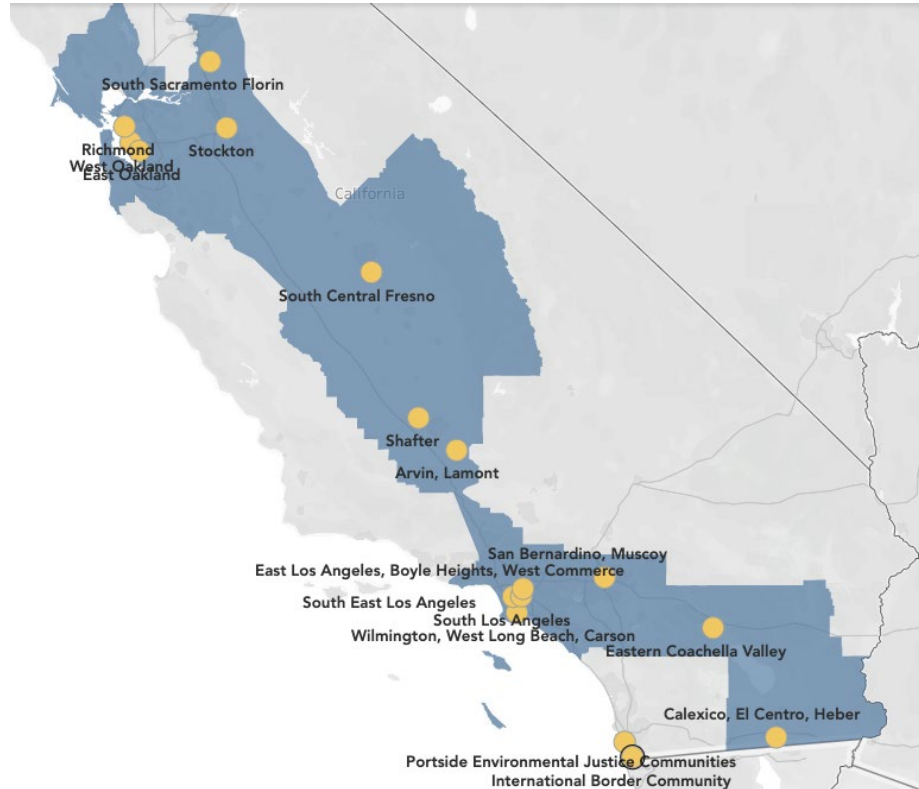 South Sacramento Florin
Richmond
Stockton
West Oakland
East Oakland
California
South Central Fresno
Shafter
Arvin, Lamont
San Bernardino, Muscoy
East Los Angeles, Boyle Heights, West Commerce
South East Los Angeles
South Los Angeles
Wilmington, West Long Beach, Carson
Eastern Coachella Valley
Calexico, El Centro, Heber
Portside Environmental Justice Communities
International Border Community